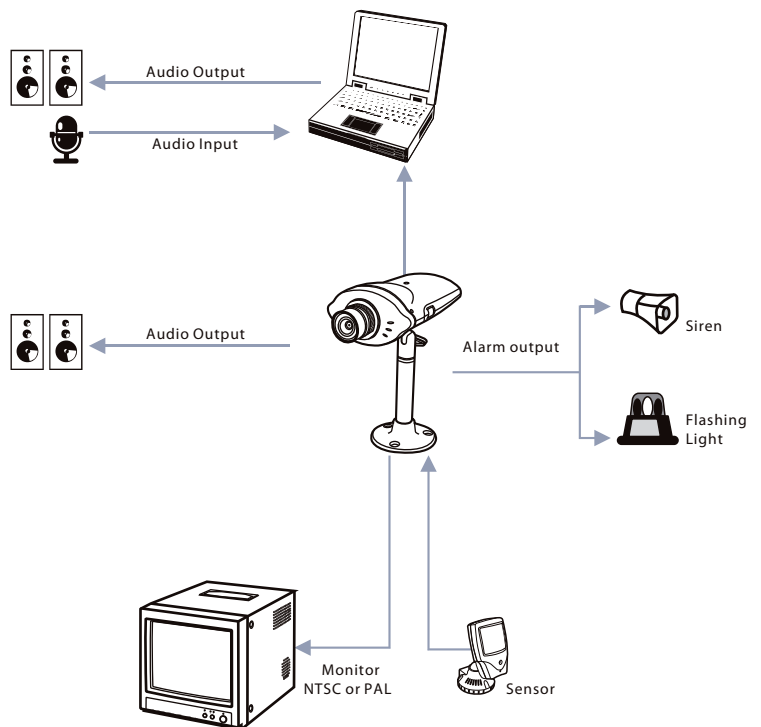 Audio Output
Audio Input
Audio Output
Alarm output
Siren
Flashing
Light
Monitor
NTSC or PAL
Sensor